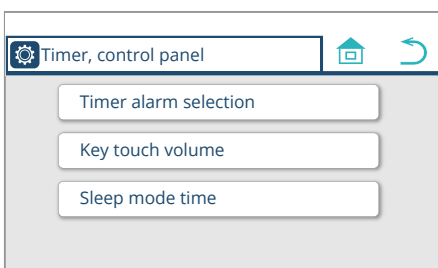 Timer, control panel
Timer alarm selection
Key touch volume
Sleep mode time